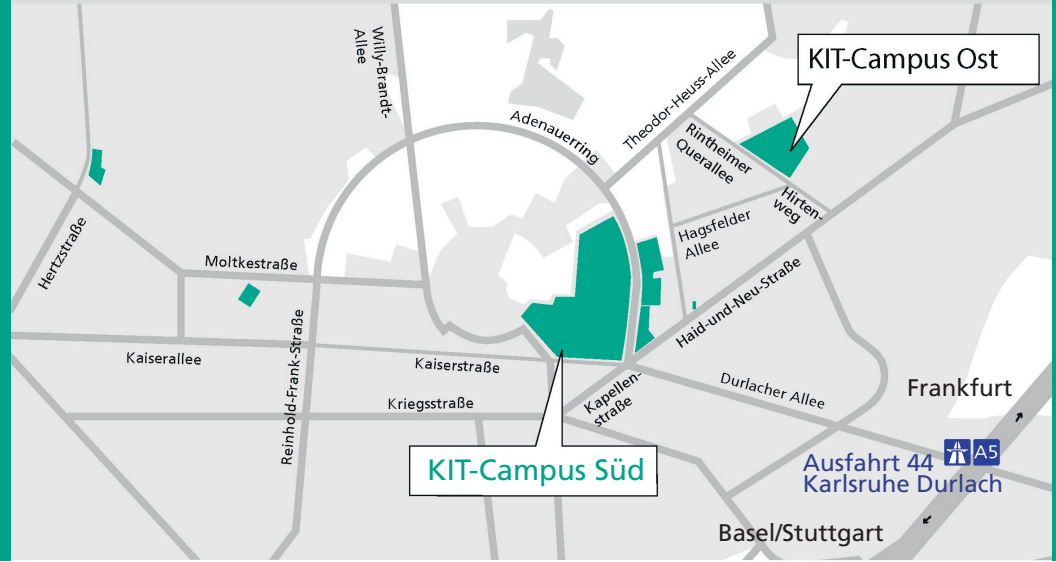 Willy-Brandt-
Allee
Adenauerring
Theodor-Heuss-Allee
KIT-Campus Ost
Rintheimer
Querallee
Hirten-
weg
Hagsfelder
Allee
Hertzstraße
Moltkestraße
Haid-und-Neu-Straße
Kaiserallee
Reinhold-Frank-Straße
Kaiserstraße
Kapellen-
straße
Durlacher Allee
Kriegsstraße
Frankfurt
KIT-Campus Süd
Ausfahrt 44 A5
Karlsruhe Durlach
Basel/Stuttgart